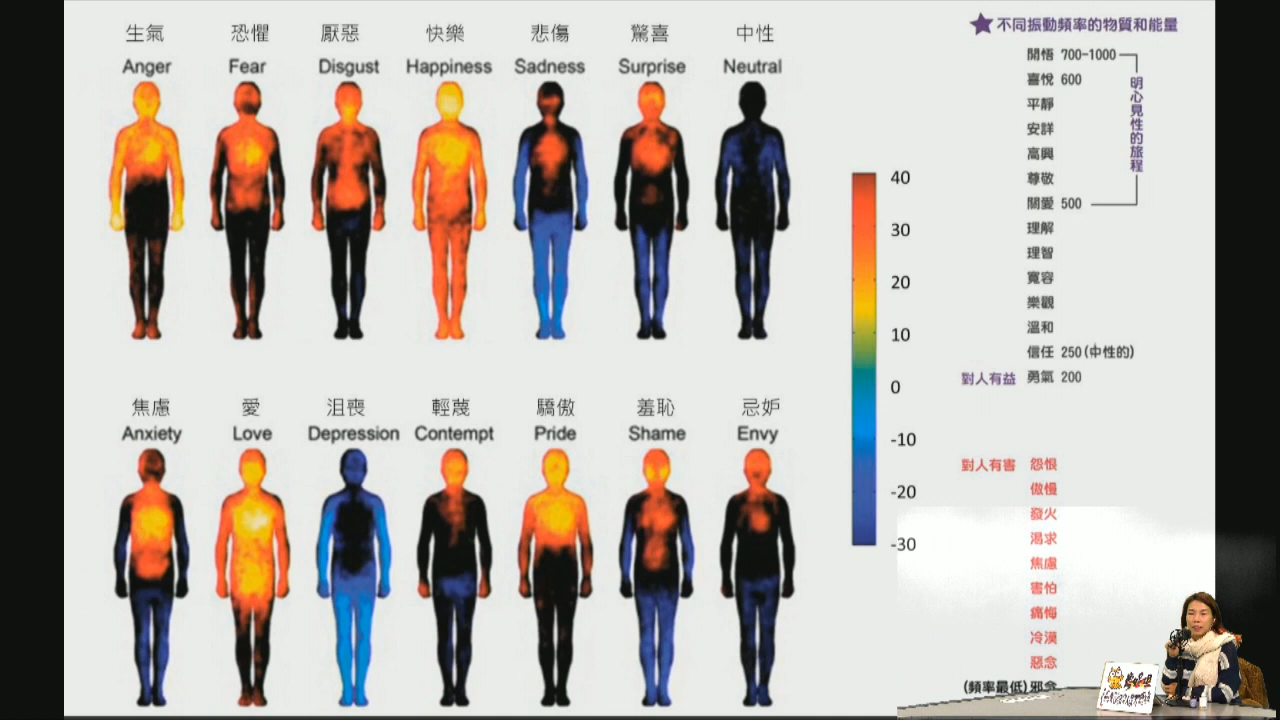 生氣 恐懼 厭惡 快樂 悲傷 驚喜 中性
Anger Fear Disgust Happiness Sadness Surprise Neutral
焦慮 愛 沮喪 輕蔑 驕傲 羞恥 忌妒
Anxiety Love Depression Contempt Pride Shame Envy
40
30
20
10
0
-10
-20
-30
不同振動頻率的物質和能量
開悟 700-1000
喜悅 600
平靜
安詳
高興
尊敬
關愛 500
明心見性的旅程
理解
理智
寬容
樂觀
溫和
信任 250(中性的)
對人有益 勇氣 200
對人有害 怨恨
傲慢
發火
渴求
焦慮
害怕
痛悔
冷漠
惡念
(頻率最低)邪念